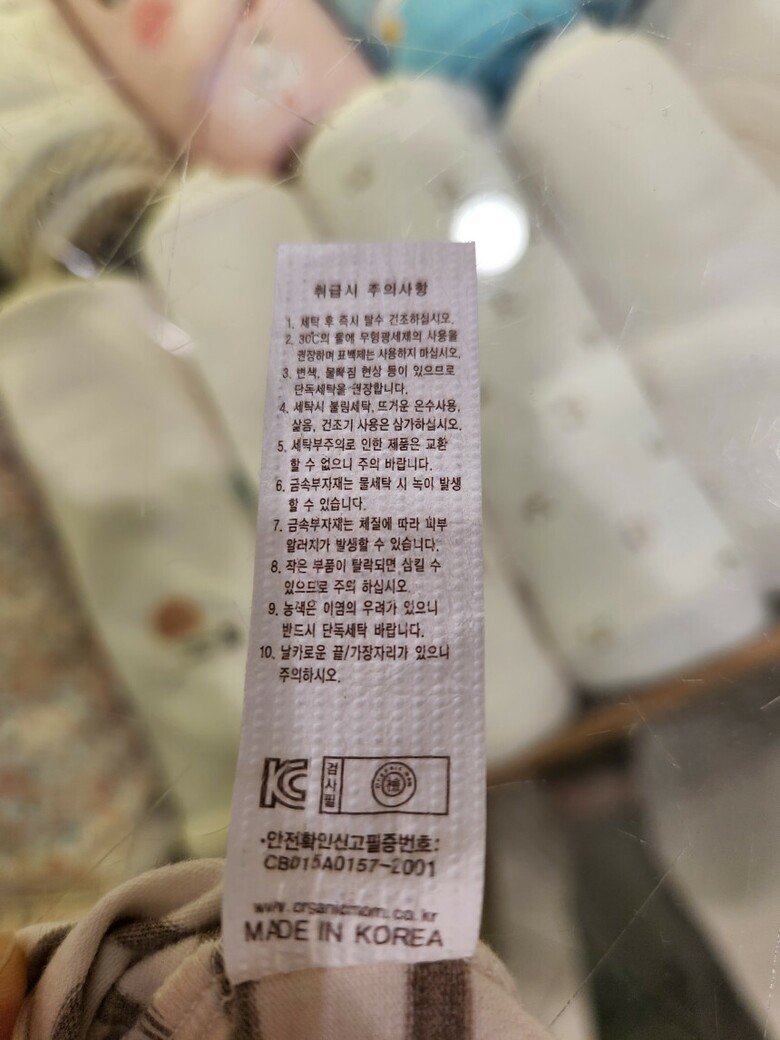 취급시 주의사항
1. 세탁 후 즉시 탈수 건조하십시오.
2. 30℃의 물에 무형광세제의 사용을
권장하며 표백제는 사용하지 마십시오.
3. 변색, 물빠짐 현상 등이 있으므로
단독세탁을 권장합니다.
4. 세탁시 불림세탁, 뜨거운 온수사용,
삶음, 건조기 사용은 삼가하십시오.
5. 세탁부주의로 인한 제품은 교환
할 수 없으니 주의 바랍니다.
6. 금속부자재는 물세탁 시 녹이 발생
할 수 있습니다.
7. 금속부자재는 체질에 따라 피부
알러지가 발생할 수 있습니다.
8. 작은 부품이 탈락되면 삼킬 수
있으므로 주의 하십시오.
9. 농색은 이염의 우려가 있으니
반드시 단독세탁 바랍니다.
10. 날카로운 끝/가장자리가 있으니
주의하시오.
KC 검사필 Organic Mom
•안전확인신고필증번호:
CB015A0157-2001
www.organicmom.co.kr
MADE IN KOREA